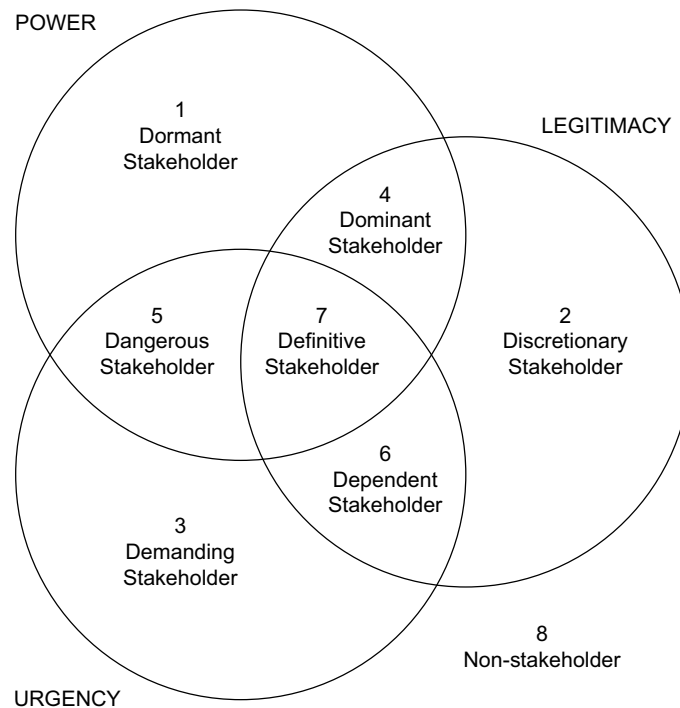 POWER
1
Dormant
Stakeholder
LEGITIMACY
4
Dominant
Stakeholder
5
Dangerous
Stakeholder
7
Definitive
Stakeholder
2
Discretionary
Stakeholder
6
Dependent
Stakeholder
3
Demanding
Stakeholder
8
Non-stakeholder
URGENCY